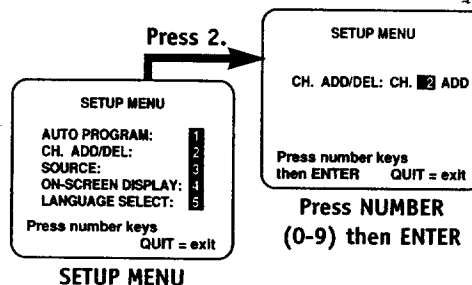 Press 2.
SETUP MENU
AUTO PROGRAM: 1
CH. ADD/DEL: 2
SOURCE: 3
ON-SCREEN DISPLAY: 4
LANGUAGE SELECT: 5
Press number keys
QUIT = exit
SETUP MENU
SETUP MENU
CH. ADD/DEL: CH. 2 ADD
Press number keys
then ENTER QUIT = exit
Press NUMBER
(0-9) then ENTER